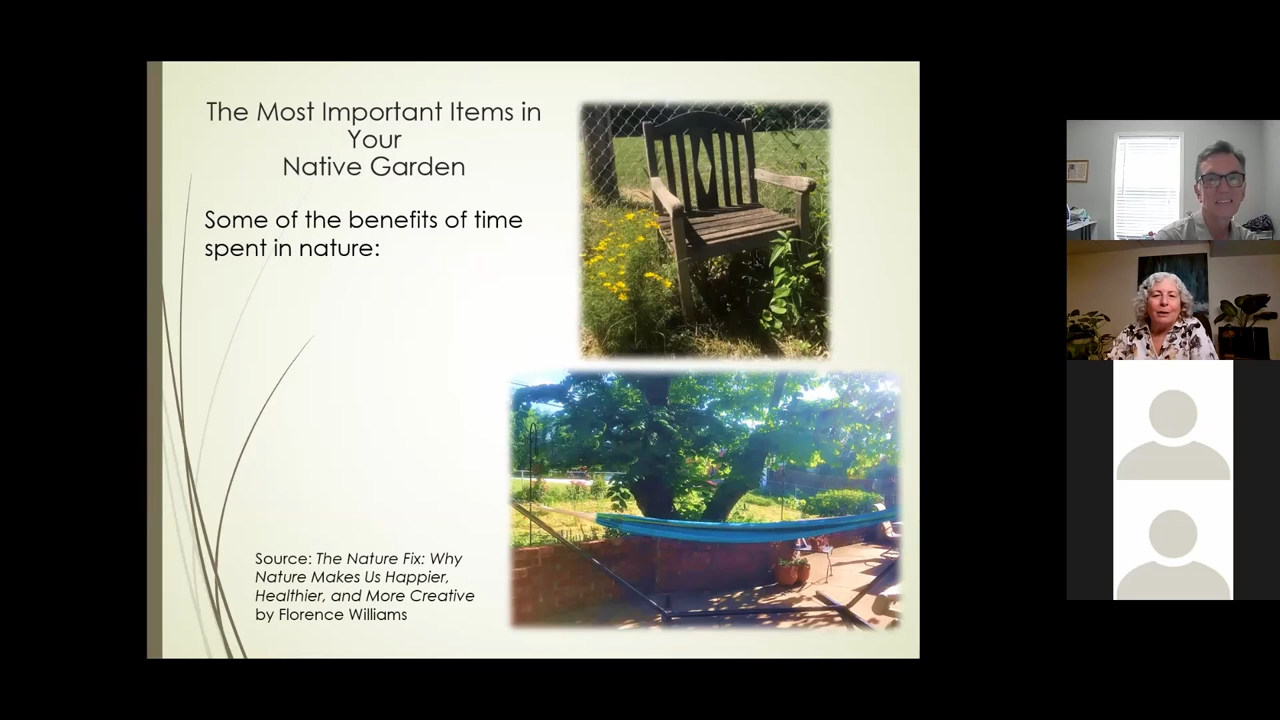 The Most Important Items in
Your
Native Garden
Some of the benefits of time
spent in nature:
Source: The Nature Fix: Why
Nature Makes Us Happier,
Healthier, and More Creative
by Florence Williams